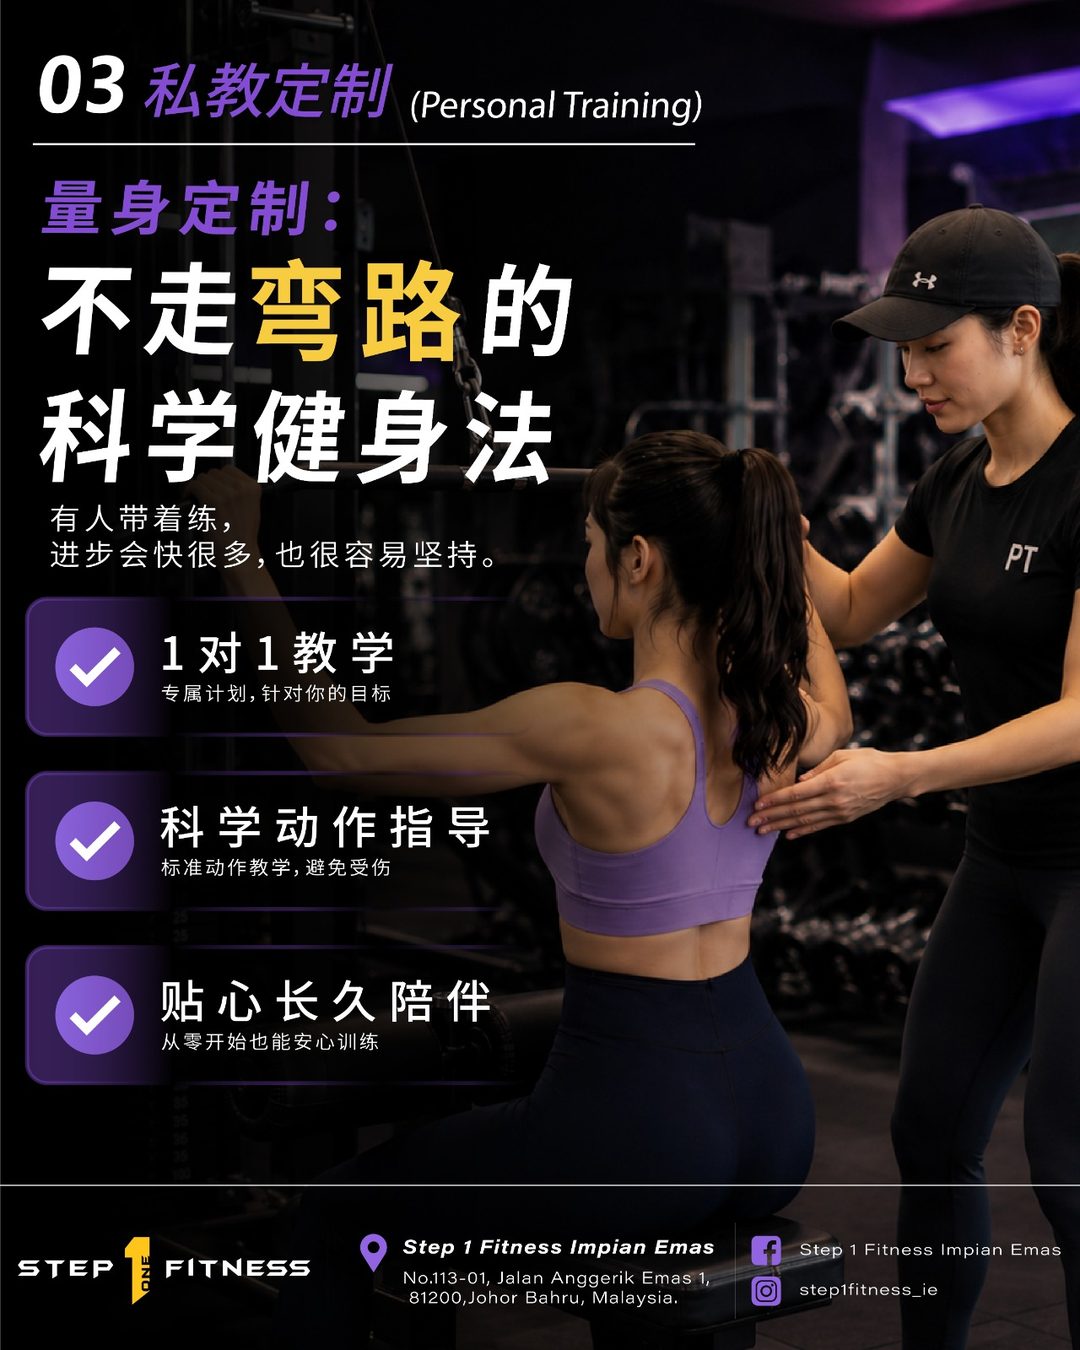 03 私教定制 (Personal Training)
量身定制：
不走弯路的
科学健身法
有人带着练，
进步会快很多，也很容易坚持。
1对1教学
专属计划，针对你的目标
科学动作指导
标准动作教学，避免受伤
贴心长久陪伴
从零开始也能安心训练
PT
STEP 1 ONE FITNESS
Step 1 Fitness Impian Emas
No.113-01, Jalan Anggerik Emas 1,
81200,Johor Bahru, Malaysia.
Step 1 Fitness Impian Emas
step1fitness_ie